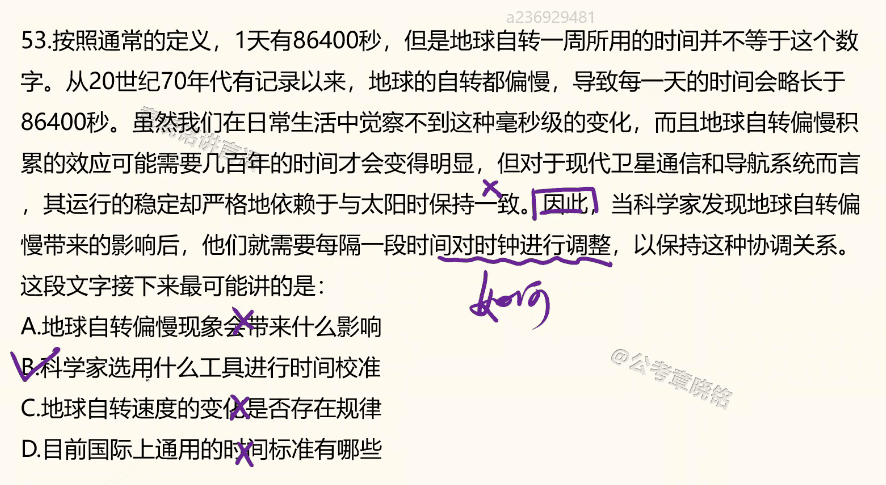 a236929481
53.按照通常的定义，1天有86400秒，但是地球自转一周所用的时间并不等于这个数
字。从20世纪70年代有记录以来，地球的自转都偏慢，导致每一天的时间会略长于
86400秒。虽然我们在日常生活中觉察不到这种毫秒级的变化，而且地球自转偏慢积
累的效应可能需要几百年的时间才会变得明显，但对于现代卫星通信和导航系统而言
，其运行的稳定却严格地依赖于与太阳时保持一致。因此，当科学家发现地球自转偏
慢带来的影响后，他们就需要每隔一段时间对时钟进行调整，以保持这种协调关系。
这段文字接下来最可能讲的是：
如何
A.地球自转偏慢现象会带来什么影响
B.科学家选用什么工具进行时间校准
@公考章晓铭
C.地球自转速度的变化是否存在规律
D.目前国际上通用的时间标准有哪些